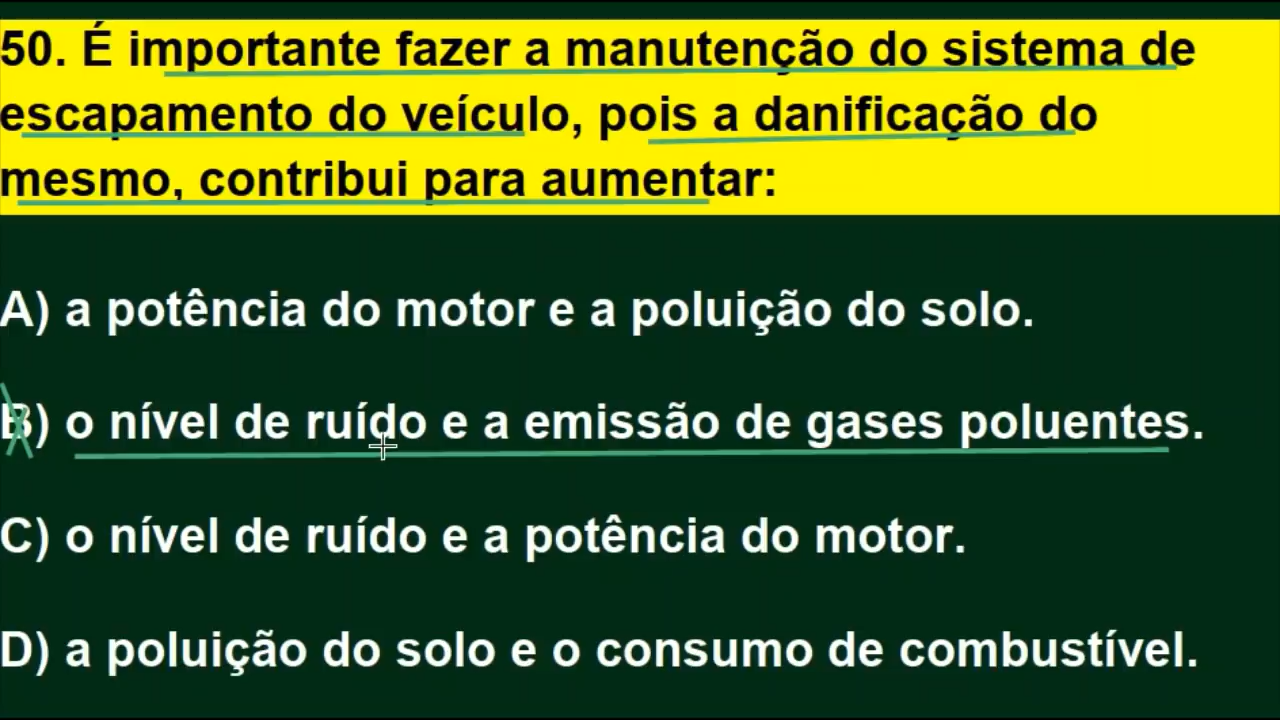 50. É importante fazer a manutenção do sistema de
escapamento do veículo, pois a danificação do
mesmo, contribui para aumentar:
A) a potência do motor e a poluição do solo.
B) o nível de ruído e a emissão de gases poluentes.
C) o nível de ruído e a potência do motor.
D) a poluição do solo e o consumo de combustível.